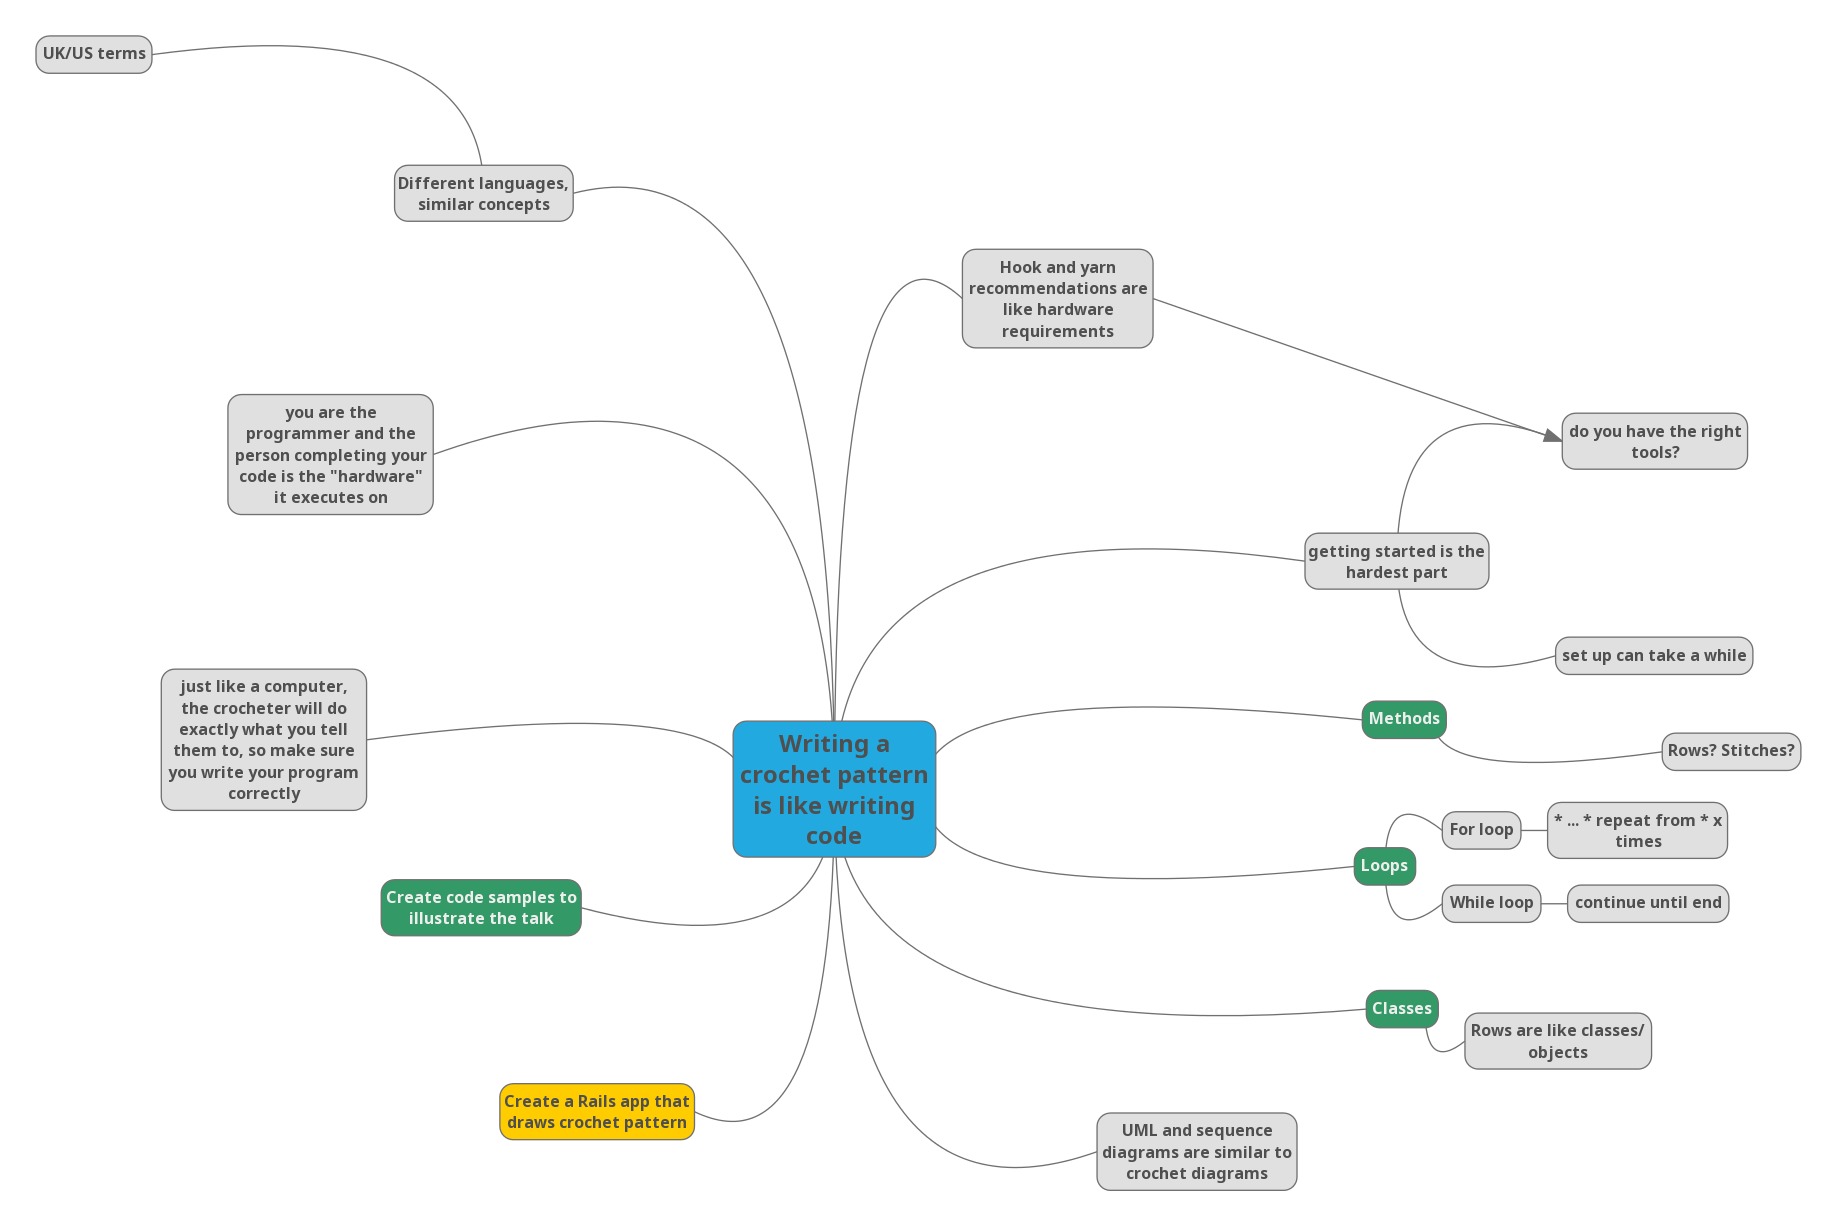 UK/US terms
Different languages,
similar concepts
Hook and yarn
recommendations are
like hardware
requirements
you are the
programmer and the
person completing your
code is the "hardware"
it executes on
do you have the right
tools?
getting started is the
hardest part
set up can take a while
just like a computer,
the crocheter will do
exactly what you tell
them to, so make sure
you write your program
correctly
Writing a
crochet pattern
is like writing
code
Methods
Rows? Stitches?
Loops
For loop
* ... * repeat from * x
times
While loop
continue until end
Create code samples to
illustrate the talk
Classes
Rows are like classes/
objects
Create a Rails app that
draws crochet pattern
UML and sequence
diagrams are similar to
crochet diagrams